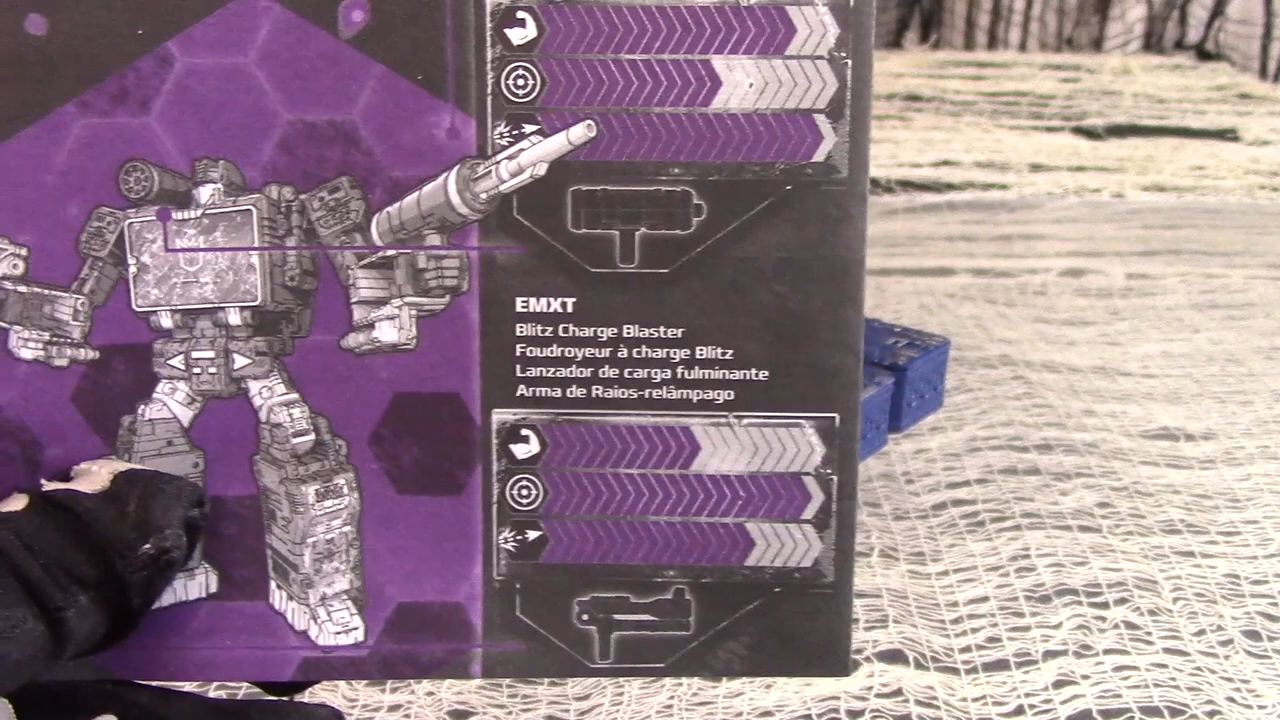 EMXT
Blitz Charge Blaster
Foudroyeur à charge Blitz
Lanzador de carga fulminante
Arma de Raios-relâmpago